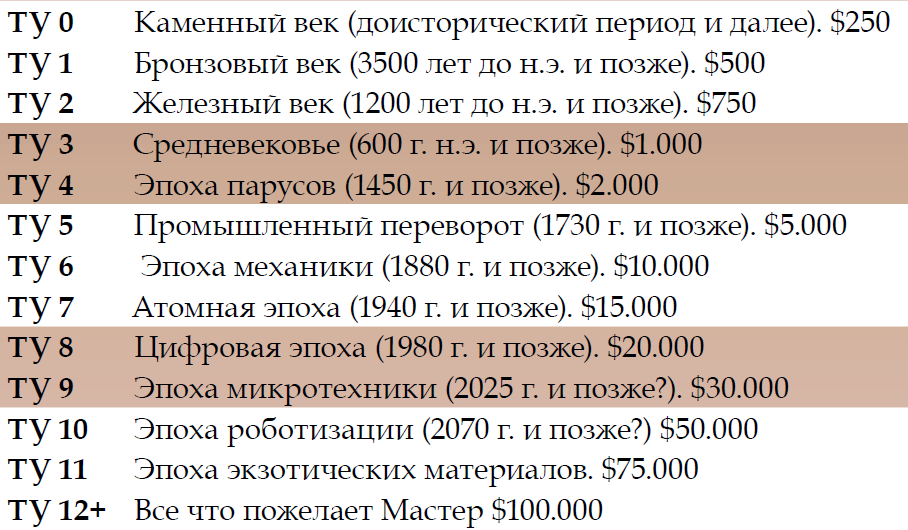 ТУ 0 Каменный век (доисторический период и далее). $250
ТУ 1 Бронзовый век (3500 лет до н.э. и позже). $500
ТУ 2 Железный век (1200 лет до н.э. и позже). $750
ТУ 3 Средневековье (600 г. н.э. и позже). $1.000
ТУ 4 Эпоха парусов (1450 г. и позже). $2.000
ТУ 5 Промышленный переворот (1730 г. и позже). $5.000
ТУ 6 Эпоха механики (1880 г. и позже). $10.000
ТУ 7 Атомная эпоха (1940 г. и позже). $15.000
ТУ 8 Цифровая эпоха (1980 г. и позже). $20.000
ТУ 9 Эпоха микротехники (2025 г. и позже?). $30.000
ТУ 10 Эпоха роботизации (2070 г. и позже?) $50.000
ТУ 11 Эпоха экзотических материалов. $75.000
ТУ 12+ Все что пожелает Мастер $100.000